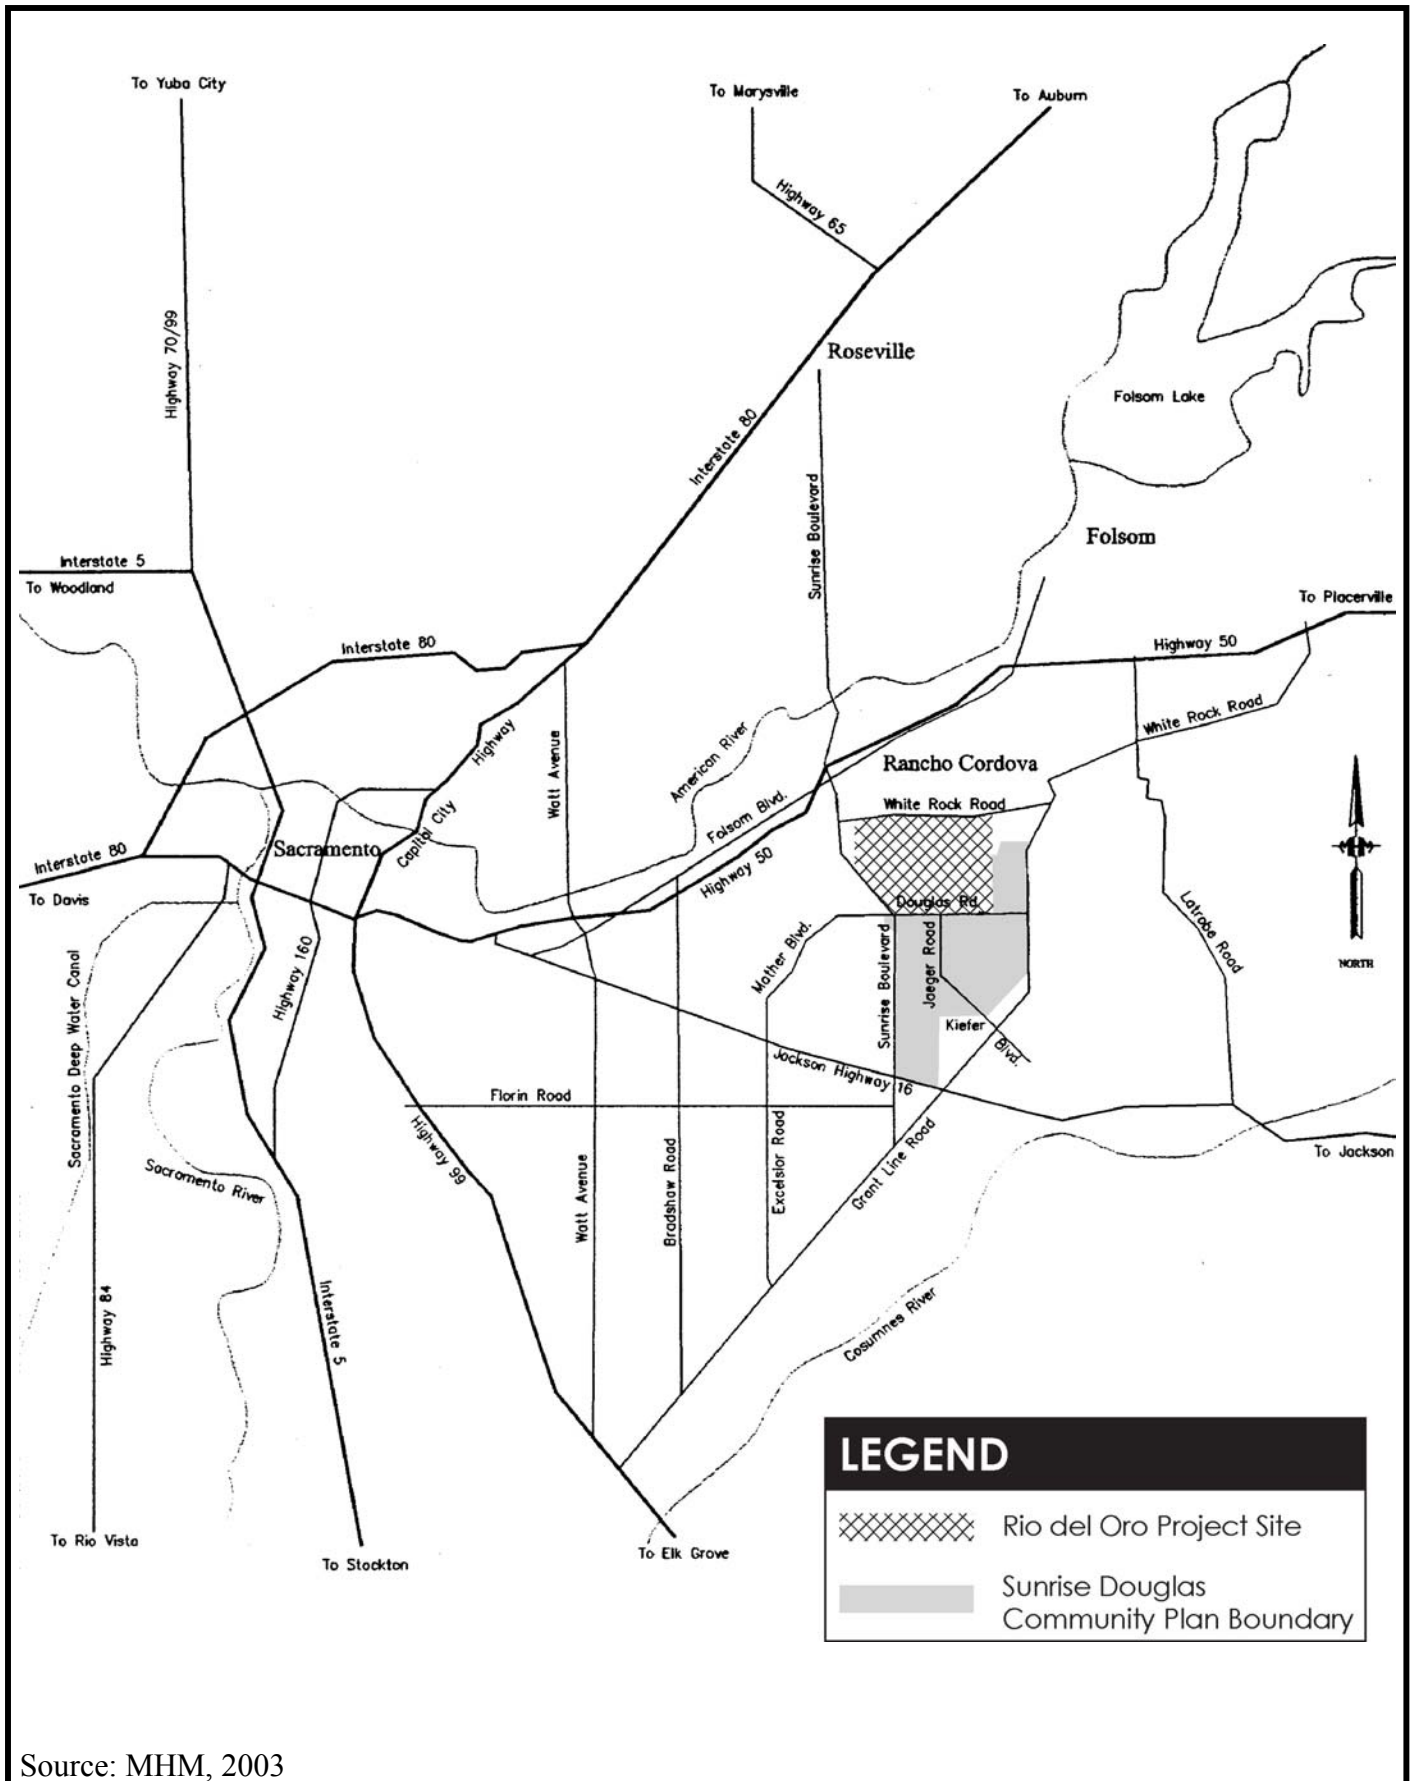 To Yuba City
To Marysville
To Auburn
Highway 65
Highway 70/99
Roseville
Folsom Lake
Interstate 80
Sunrise Boulevard
Folsom
Interstate 5
To Woodland
To Placerville
Interstate 80
Highway 50
White Rock Road
Capital City
Highway
Watt Avenue
American River
Rancho Cordova
Folsom Blvd.
White Rock Road
Sacramento
Interstate 80
Highway 50
To Davis
Douglas Rd.
Latrobe Road
Mather Blvd.
Sunrise Boulevard
Jaeger Road
NORTH
Highway 160
Sacramento Deep Water Canal
Kiefer
Blvd.
Jackson Highway 16
Florin Road
Highway 99
Watt Avenue
Bradshaw Road
Excelsior Road
Grant Line Road
To Jackson
Sacramento River
Highway 84
Interstate 5
Cosumnes River
To Rio Vista
To Stockton
To Elk Grove
LEGEND
Rio del Oro Project Site
Sunrise Douglas
Community Plan Boundary
Source: MHM, 2003